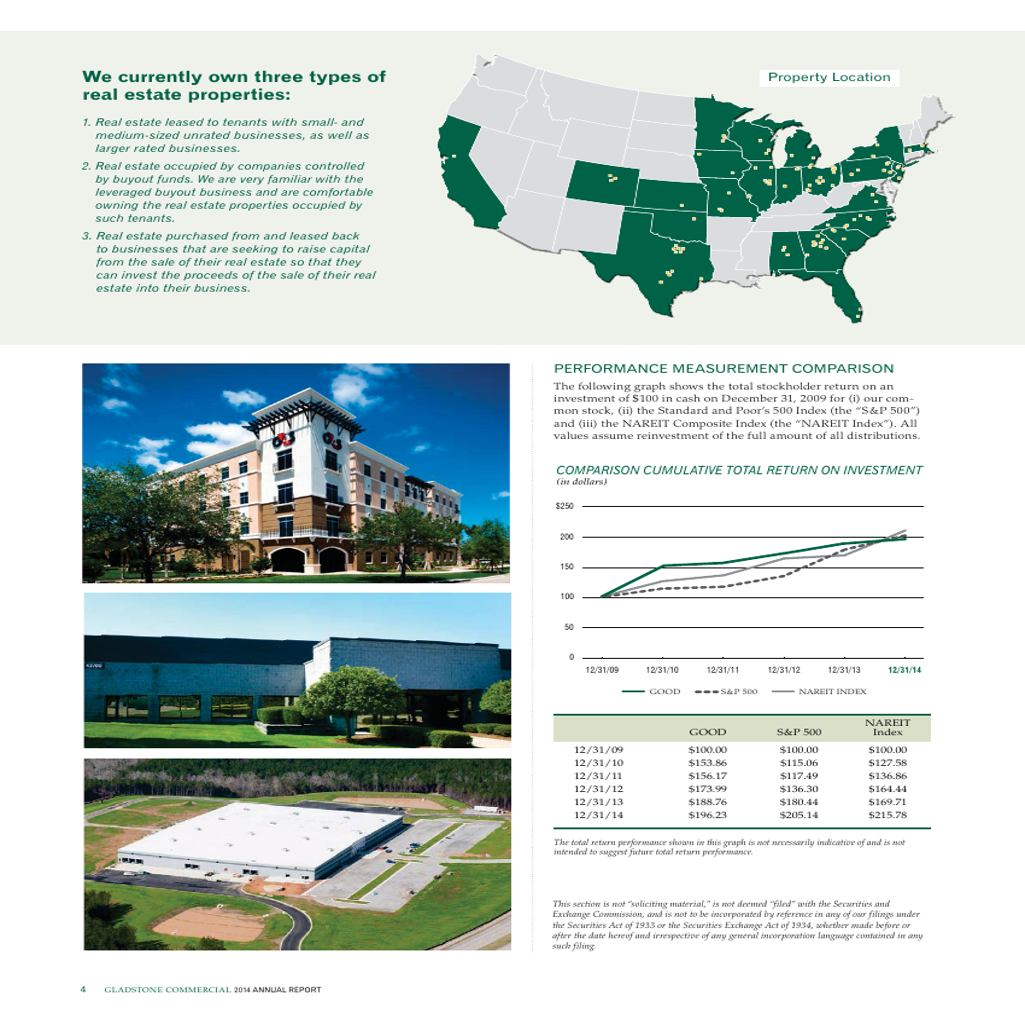 We currently own three types of
real estate properties:
1. Real estate leased to tenants with small- and
medium-sized unrated businesses, as well as
larger rated businesses.
2. Real estate occupied by companies controlled
by buyout funds. We are very familiar with the
leveraged buyout business and are comfortable
owning the real estate properties occupied by
such tenants.
3. Real estate purchased from and leased back
to businesses that are seeking to raise capital
from the sale of their real estate so that they
can invest the proceeds of the sale of their real
estate into their business.
Property Location
PERFORMANCE MEASUREMENT COMPARISON
The following graph shows the total stockholder return on an
investment of $100 in cash on December 31, 2009 for (i) our com-
mon stock, (ii) the Standard and Poor's 500 Index (the "S&P 500")
and (iii) the NAREIT Composite Index (the "NAREIT Index"). All
values assume reinvestment of the full amount of all distributions.
COMPARISON CUMULATIVE TOTAL RETURN ON INVESTMENT
(in dollars)
$250
200
150
100
50
0
12/31/09 12/31/10 12/31/11 12/31/12 12/31/13 12/31/14
GOOD S&P 500 NAREIT INDEX
NAREIT
GOOD S&P 500 Index
12/31/09 $100.00 $100.00 $100.00
12/31/10 $153.86 $115.06 $127.58
12/31/11 $156.17 $117.49 $136.86
12/31/12 $173.99 $136.30 $164.44
12/31/13 $188.76 $180.44 $169.71
12/31/14 $196.23 $205.14 $215.78
The total return performance shown in this graph is not necessarily indicative of and is not
intended to suggest future total return performance.
This section is not "soliciting material," is not deemed "filed" with the Securities and
Exchange Commission, and is not to be incorporated by reference in any of our filings under
the Securities Act of 1933 or the Securities Exchange Act of 1934, whether made before or
after the date hereof and irrespective of any general incorporation language contained in any
such filing.
4 GLADSTONE COMMERCIAL 2014 ANNUAL REPORT